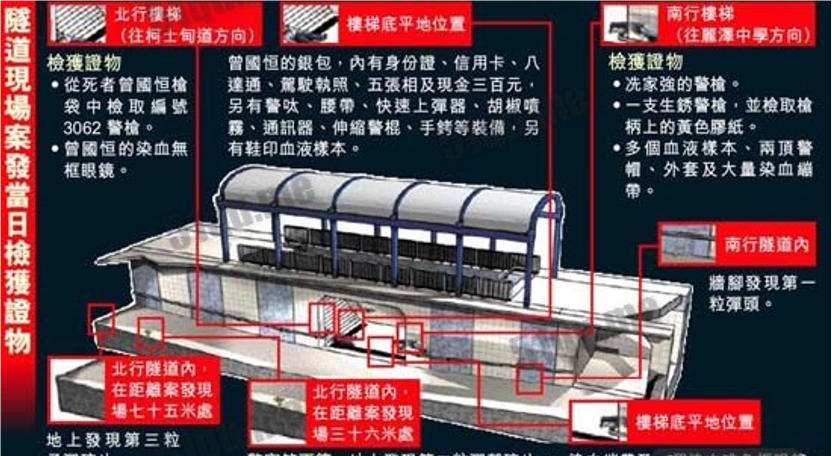 隧道現場案發當日檢獲證物
北行樓梯
（往柯士甸道方向）
檢獲證物
• 從死者曾國恒槍
袋中檢取編號
3062 警槍。
• 曾國恒的染血無
框眼鏡。
樓梯底平地位置
曾國恒的銀包，內有身份證、信用卡、八
達通、駕駛執照、五張相及現金三百元，
另有警呔、腰帶、快速上彈器、胡椒噴
霧、通訊器、伸縮警棍、手銬等裝備，另
有鞋印血液樣本。
南行樓梯
（往麗澤中學方向）
檢獲證物
• 冼家強的警槍。
• 一支生銹警槍，並檢取槍
柄上的黃色膠紙。
• 多個血液樣本、兩頂警
帽、外套及大量染血繃
帶。
南行隧道內
牆腳發現第一
粒彈頭。
北行隧道內，
在距離案發現
場七十五米處
地上發現第三粒
北行隧道內，
在距離案發現
場三十六米處
樓梯底平地位置